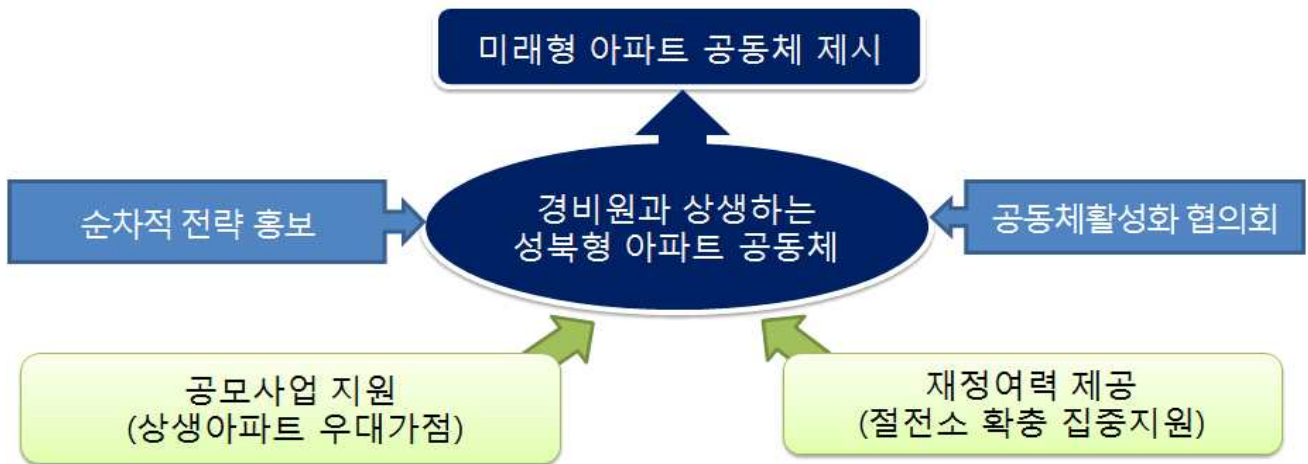 미래형 아파트 공동체 제시
순차적 전략 홍보
경비원과 상생하는
성북형 아파트 공동체
공동체활성화 협의회
공모사업 지원
(상생아파트 우대가점)
재정여력 제공
(절전소 확충 집중지원)